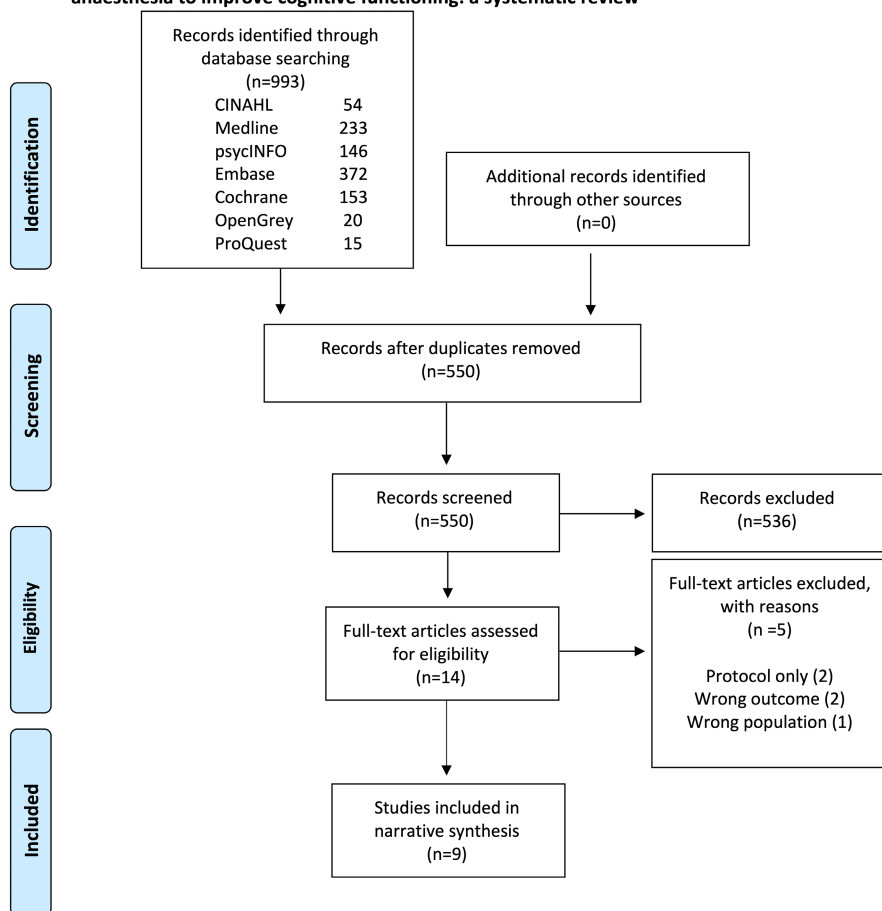 anaesthesia to improve cognitive functioning: a systematic review
Records identified through
database searching
(n=993)
CINAHL 54
Medline 233
psycINFO 146
Embase 372
Cochrane 153
OpenGrey 20
ProQuest 15
Additional records identified
through other sources
(n=0)
Identification
Records after duplicates removed
(n=550)
Screening
Records screened
(n=550)
Records excluded
(n=536)
Full-text articles assessed
for eligibility
(n=14)
Full-text articles excluded,
with reasons
(n =5)
Protocol only (2)
Wrong outcome (2)
Wrong population (1)
Eligibility
Studies included in
narrative synthesis
(n=9)
Included